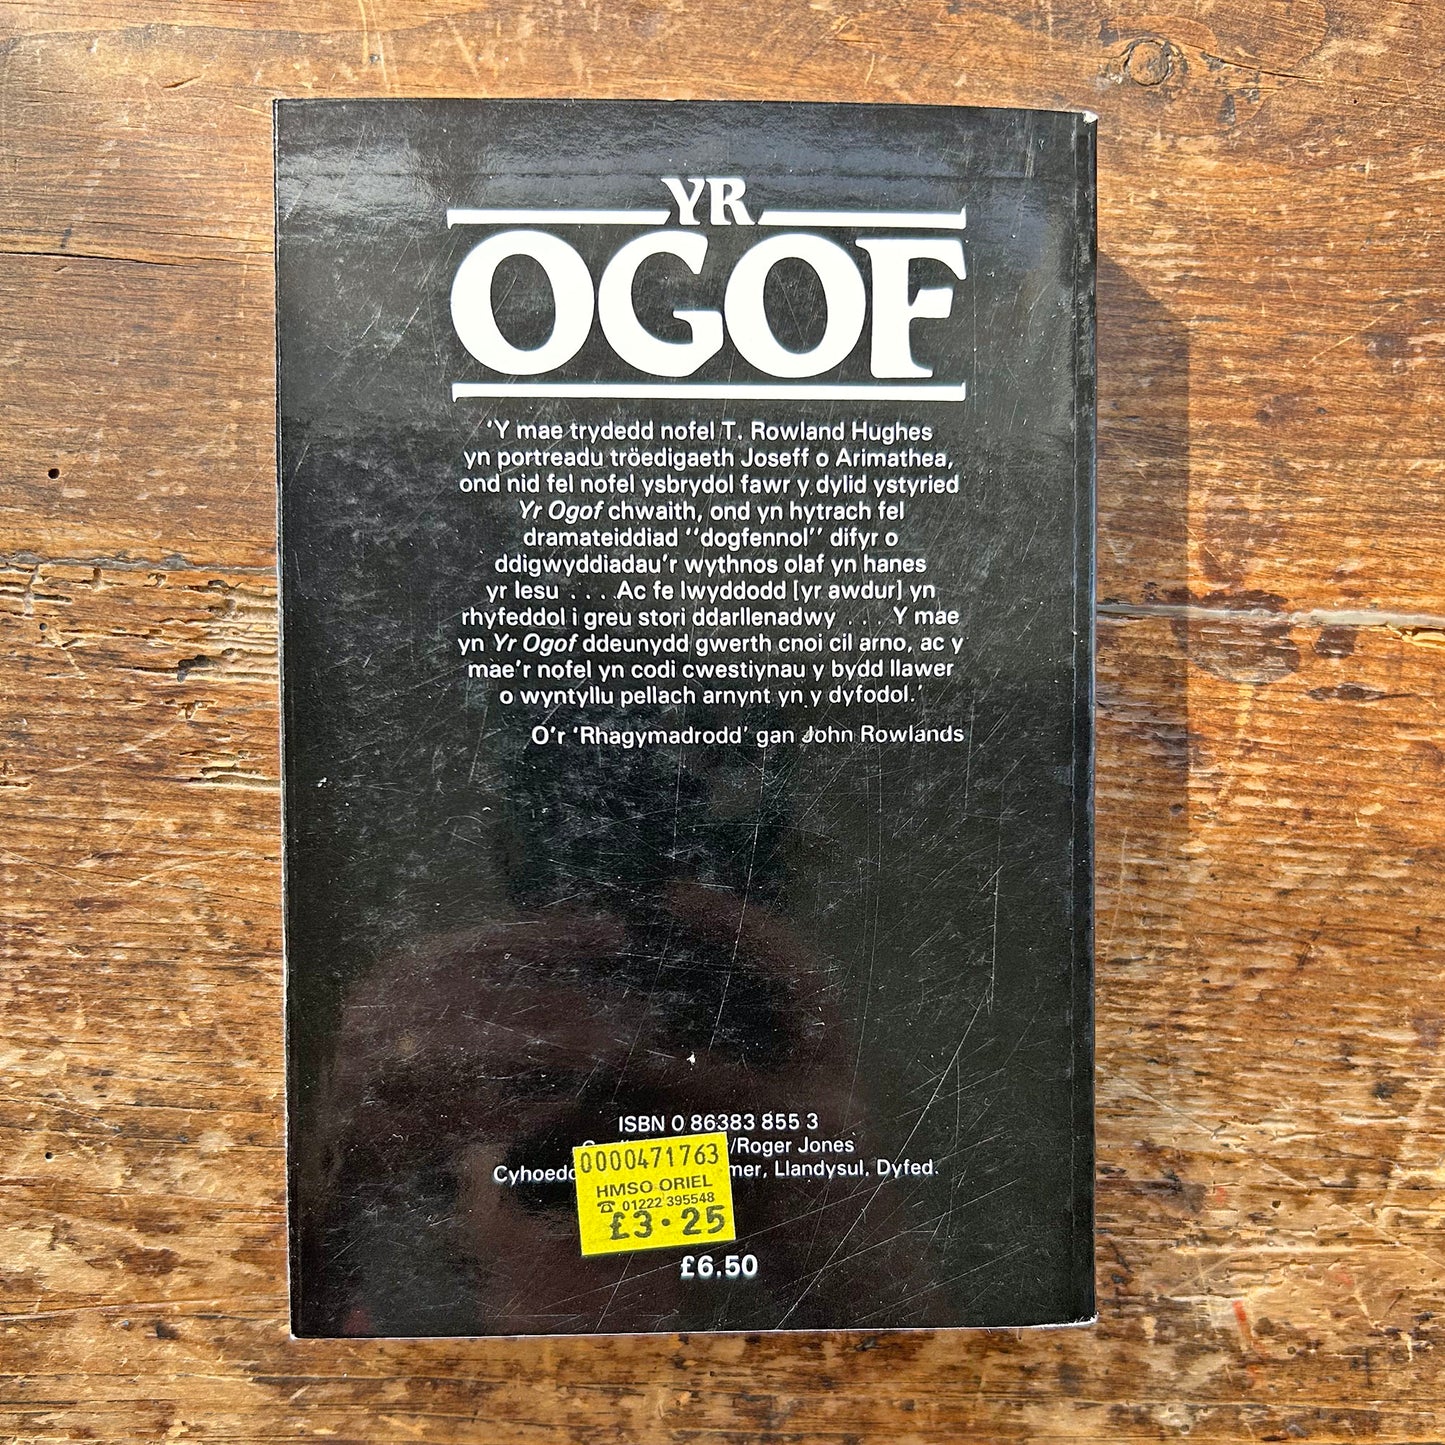 YR
OGOF
'Y mae trydedd nofel T. Rowland Hughes
yn portreadu tröedigaeth Joseff o Arimathea,
ond nid fel nofel ysbrydol fawr y dylid ystyried
Yr Ogof chwaith, ond yn hytrach fel
dramateiddiad "dogfennol" difyr o
ddigwyddiadau'r wythnos olaf yn hanes
yr Iesu . . . . Ac fe lwyddodd [yr awdur] yn
rhyfeddol i greu stori ddarllenadwy . . . Y mae
yn Yr Ogof ddeunydd gwerth cnoi cil arno, ac y
mae'r nofel yn codi cwestiynau y bydd llawer
o wyntyllu pellach arnynt yn y dyfodol.'
O'r 'Rhagymadrodd' gan John Rowlands
ISBN 0 86383 855 3
/Roger Jones
Llandysul, Dyfed.
0000471763
HMSO ORIEL
☎ 01222 395548
£3.25
£6.50